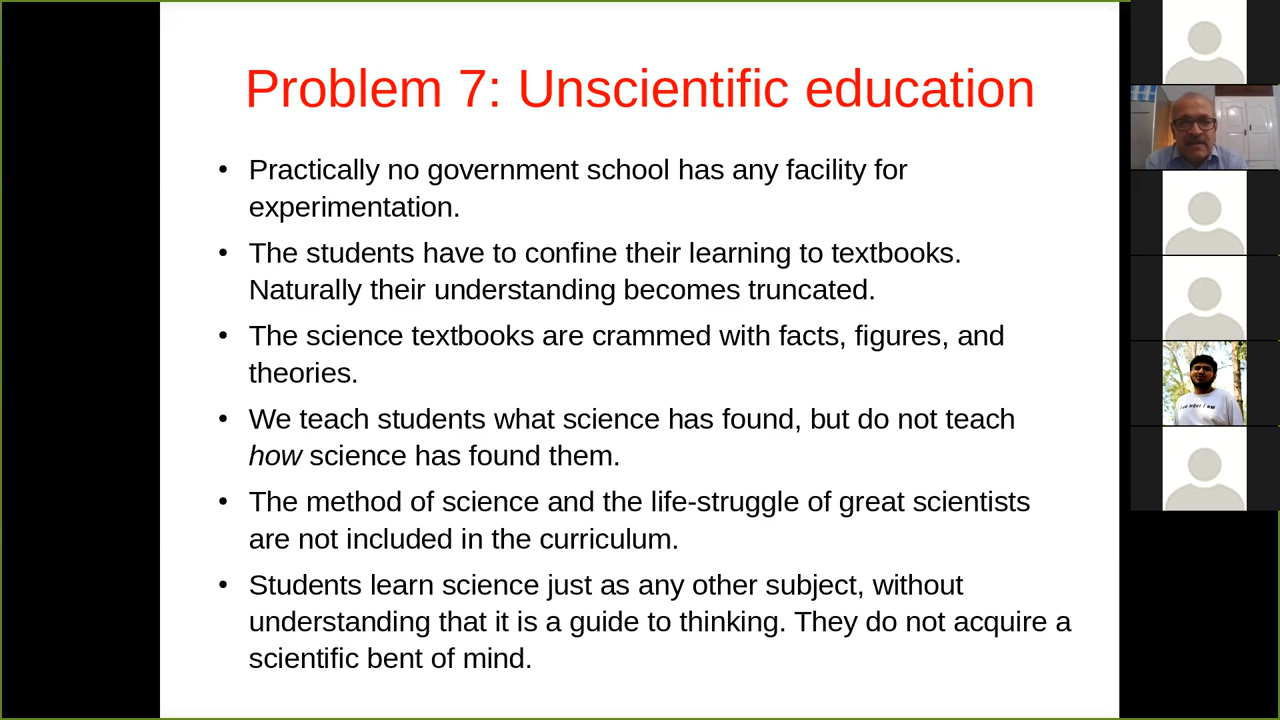 Problem 7: Unscientific education
• Practically no government school has any facility for
experimentation.
• The students have to confine their learning to textbooks.
Naturally their understanding becomes truncated.
• The science textbooks are crammed with facts, figures, and
theories.
• We teach students what science has found, but do not teach
how science has found them.
• The method of science and the life-struggle of great scientists
are not included in the curriculum.
• Students learn science just as any other subject, without
understanding that it is a guide to thinking. They do not acquire a
scientific bent of mind.